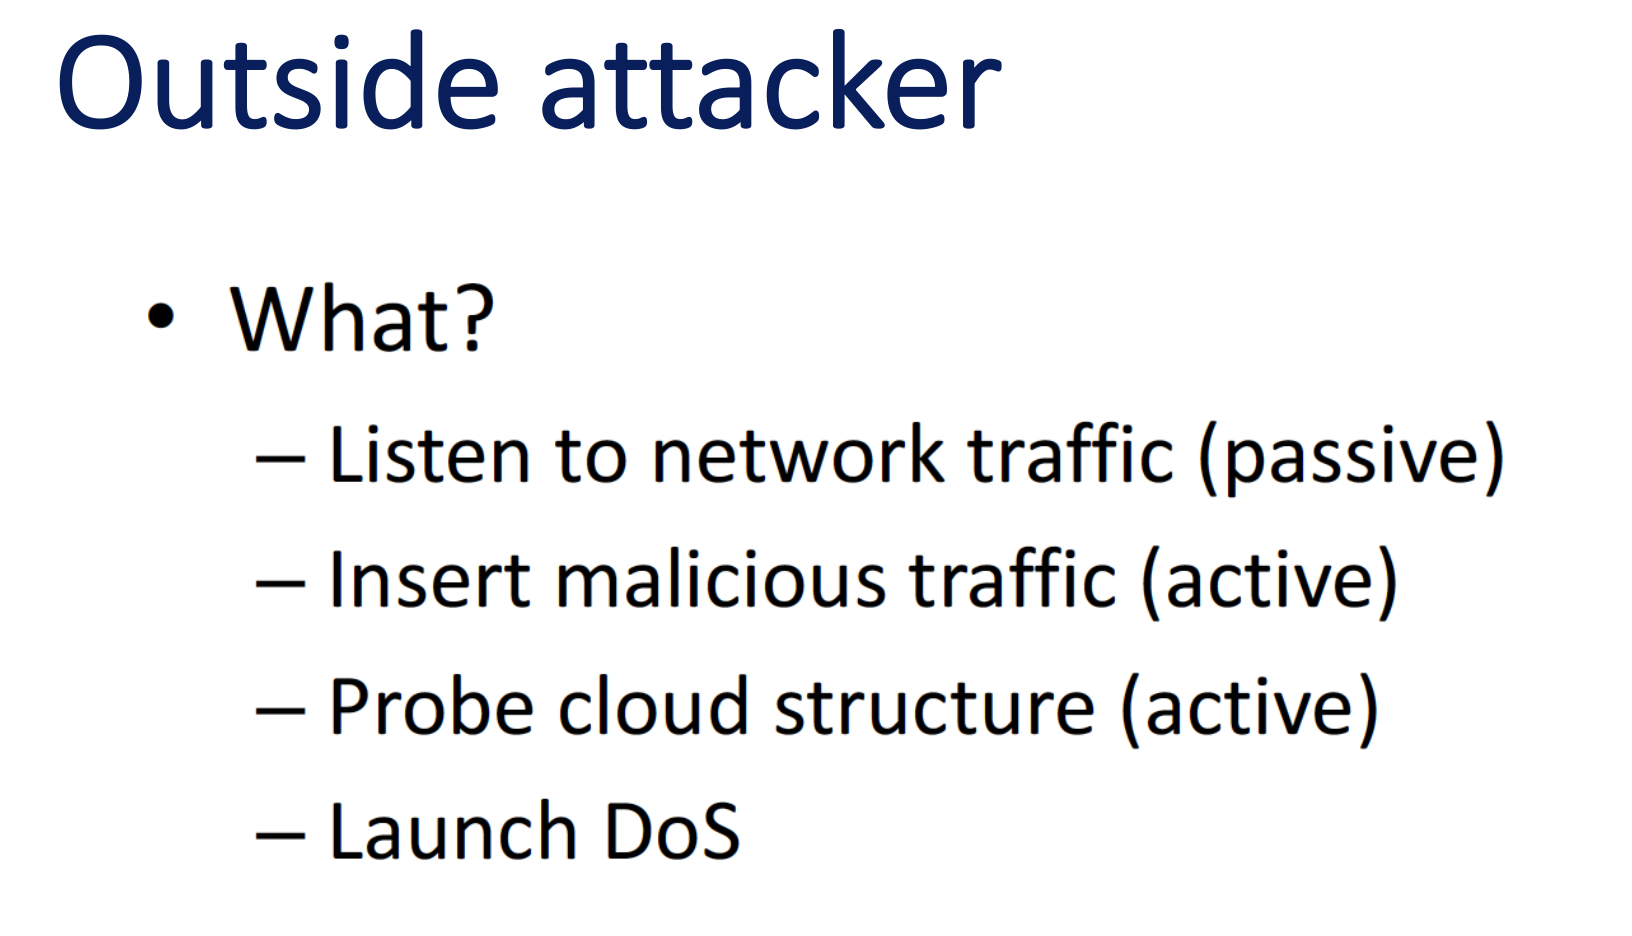 Outside attacker
• What?
– Listen to network traffic (passive)
– Insert malicious traffic (active)
– Probe cloud structure (active)
– Launch DoS